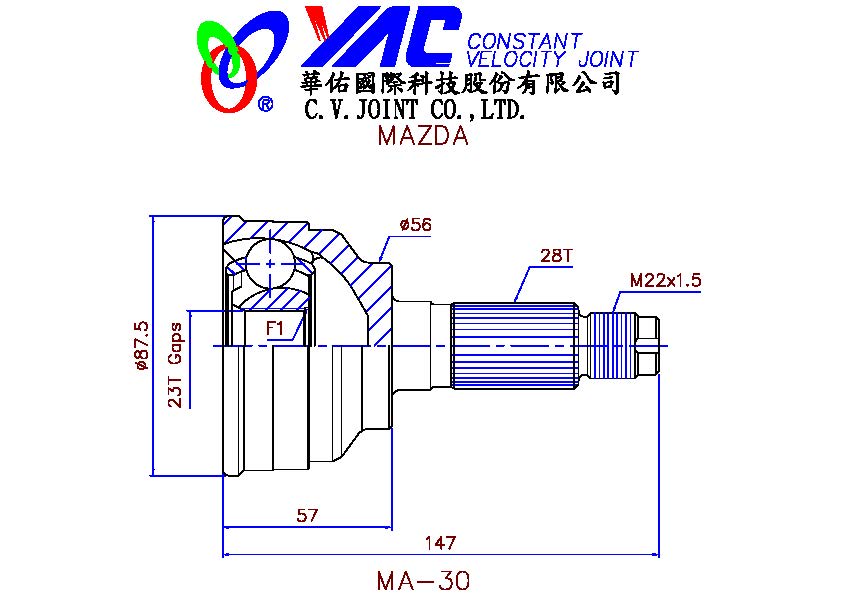 YAC CONSTANT
VELOCITY JOINT
華佑國際科技股份有限公司
®
C.V.JOINT CO.,LTD.
MAZDA
ø56
28T
M22x1.5
F1
ø87.5
23T Gaps
57
147
MA-30